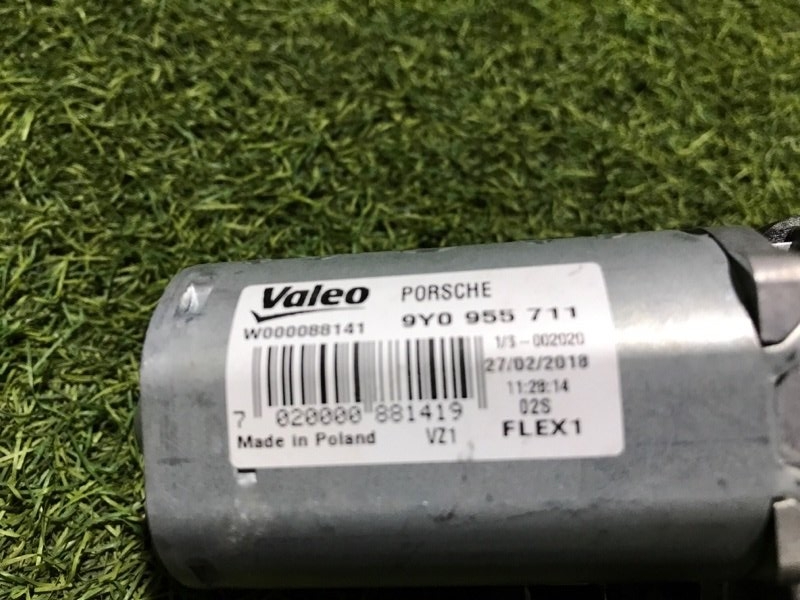 Valeo PORSCHE
W000088141 9Y0 955 711
1/S-002020
27/02/2018
11:29:14
7 020000 881419 02S
Made in Poland VZ1 FLEX1